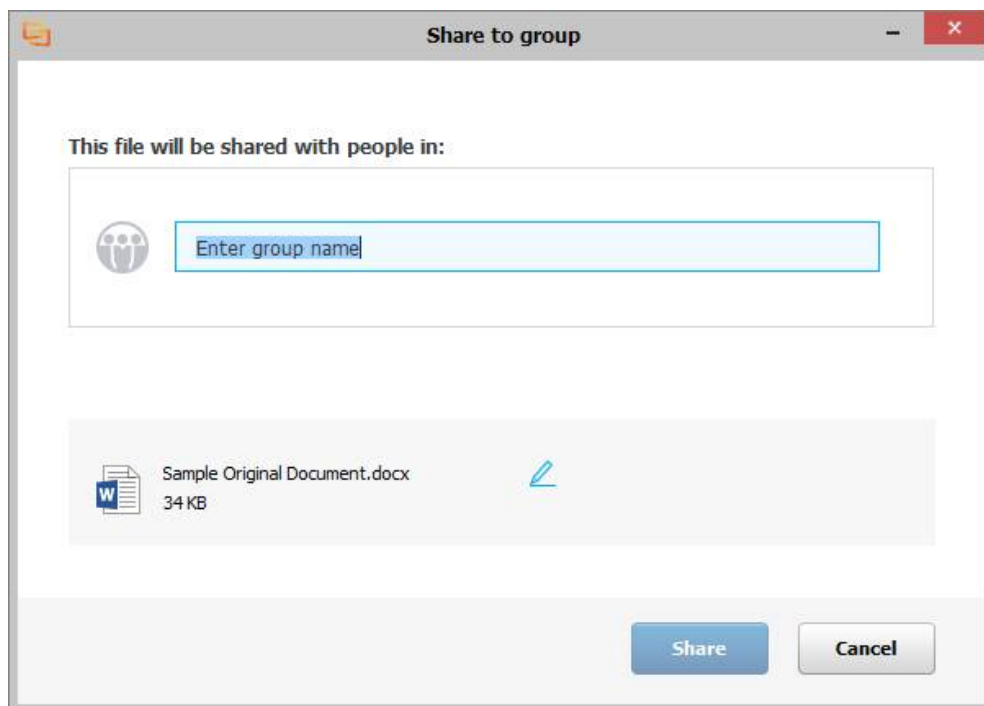 Share to group
This file will be shared with people in:
Enter group name
W
Sample Original Document.docx
34 KB
Share
Cancel